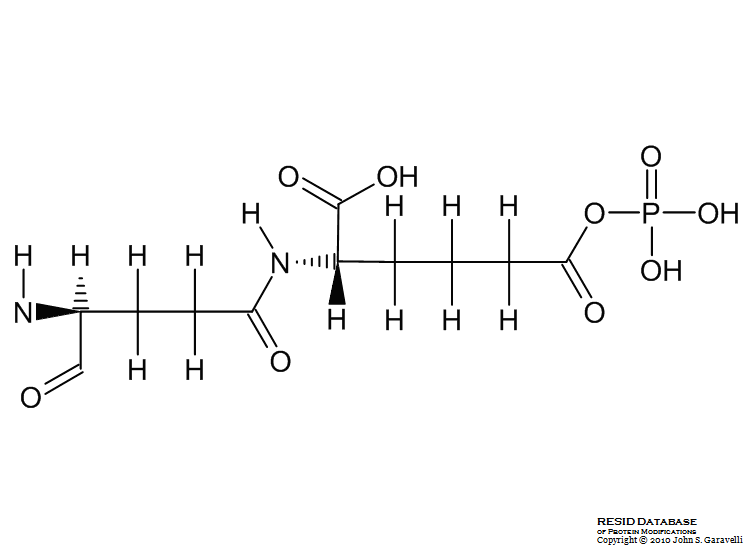 O
O OH
H H H
H O P OH
H H H H
N OH
N H H H H O
H H O
O
RESID DATABASE
OF PROTEIN MODIFICATIONS
Copyright © 2010 John S. Garavelli